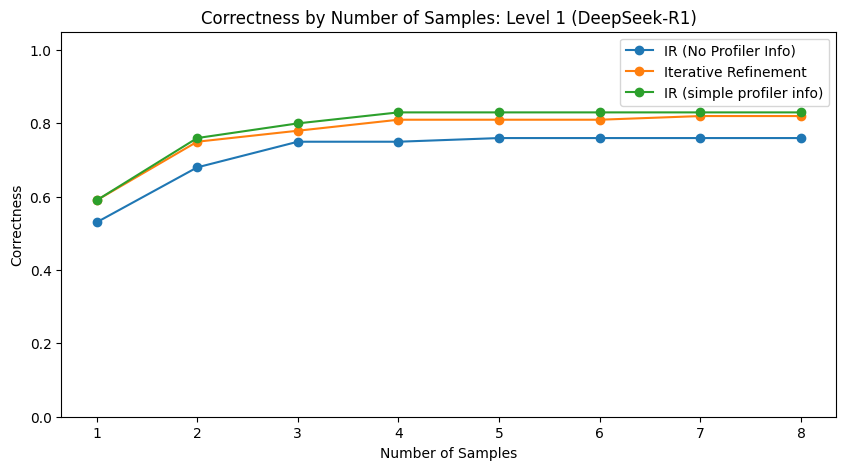 Correctness by Number of Samples: Level 1 (DeepSeek-R1)
IR (No Profiler Info)
Iterative Refinement
IR (simple profiler info)
Correctness
1.0
0.8
0.6
0.4
0.2
0.0
1 2 3 4 5 6 7 8
Number of Samples